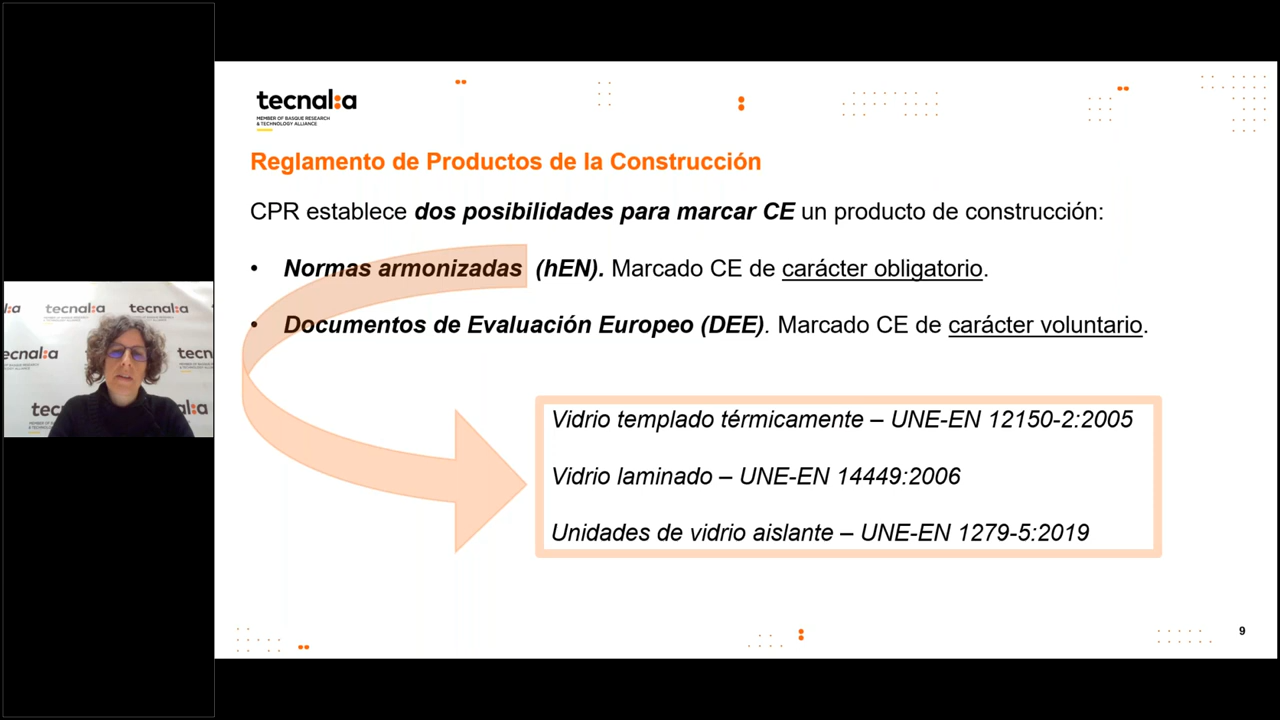 tecnal:a
MEMBER OF BASQUE RESEARCH
& TECHNOLOGY ALLIANCE
Reglamento de Productos de la Construcción
CPR establece dos posibilidades para marcar CE un producto de construcción:
• Normas armonizadas (hEN). Marcado CE de carácter obligatorio.
• Documentos de Evaluación Europeo (DEE). Marcado CE de carácter voluntario.
Vidrio templado térmicamente – UNE-EN 12150-2:2005
Vidrio laminado – UNE-EN 14449:2006
Unidades de vidrio aislante – UNE-EN 1279-5:2019
9
tecnal:a
tecnal:a